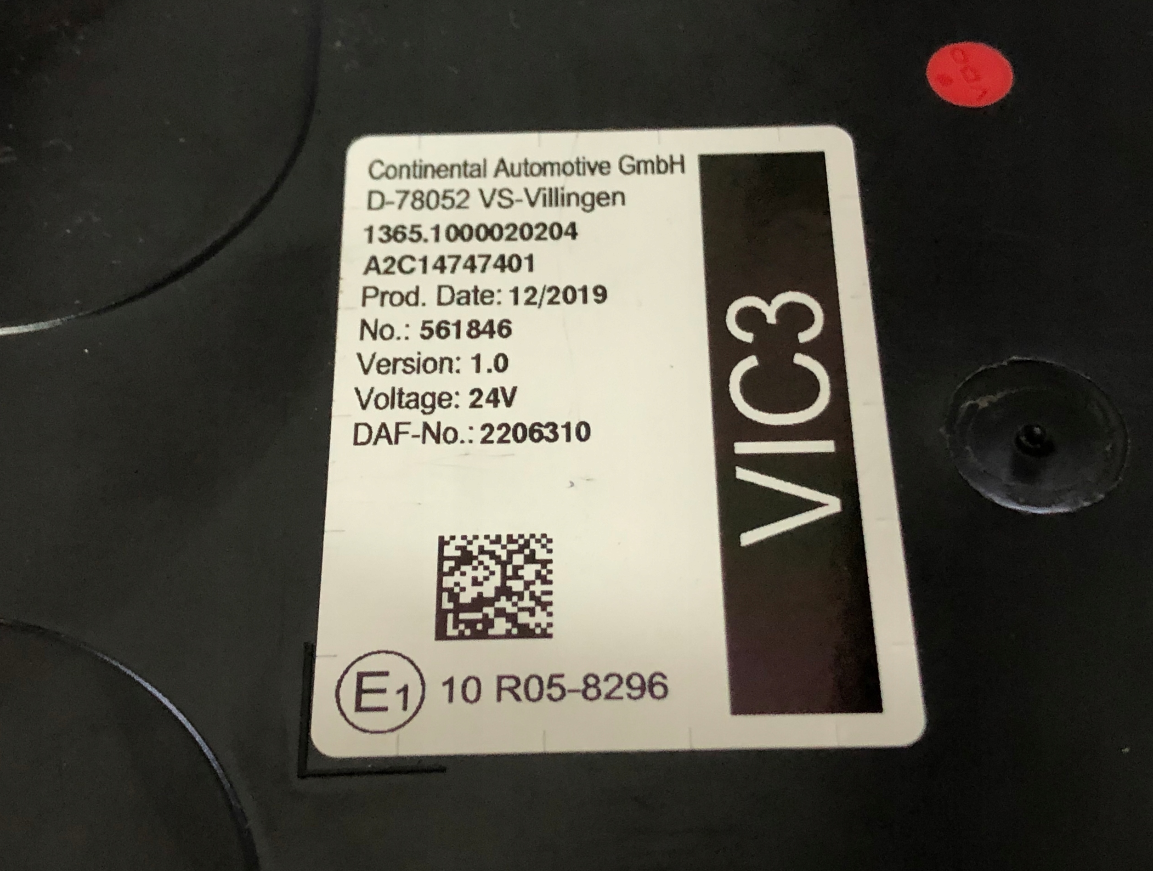 Continental Automotive GmbH
D-78052 VS-Villingen
1365.1000020204
A2C14747401
Prod. Date: 12/2019
No.: 561846
Version: 1.0
Voltage: 24V
DAF-No.: 2206310
VIC3
E1 10 R05-8296